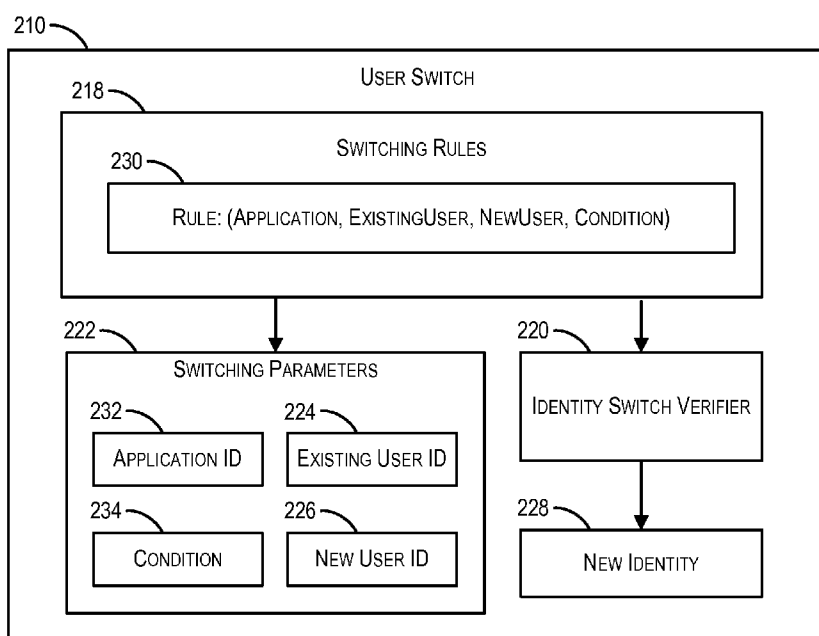 210
USER SWITCH
218
SWITCHING RULES
230
RULE: (APPLICATION, EXISTINGUSER, NEWUSER, CONDITION)
222
SWITCHING PARAMETERS
232
APPLICATION ID
224
EXISTING USER ID
234
CONDITION
226
NEW USER ID
220
IDENTITY SWITCH VERIFIER
228
NEW IDENTITY